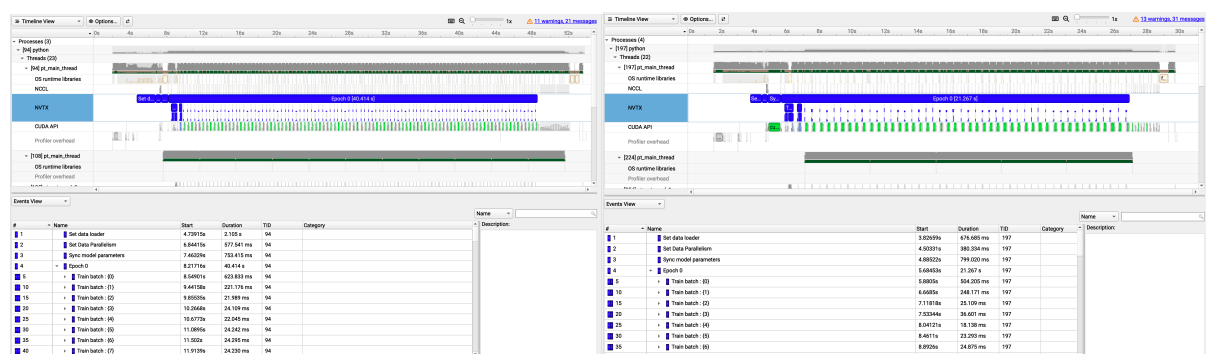 Timeline View
Options...
1x
11 warnings, 21 messages
0s 4s 8s 12s 16s 20s 24s 28s 32s 36s 40s 44s 48s 52s
Processes (3)
[94] python
Threads (23)
[94] pt_main_thread
OS runtime libraries
NCCL
NVTX
Set d...
Epoch 0 [40.414 s]
CUDA API
Profiler overhead
[108] pt_main_thread
OS runtime libraries
Profiler overhead
Events View
Name
# Name Start Duration TID Category
Description:
1 Set data loader 4.73915s 2.105 s 94
2 Set Data Parallelism 6.84415s 577.541 ms 94
3 Sync model parameters 7.46329s 753.415 ms 94
4 Epoch 0 8.21716s 40.414 s 94
5 Train batch : {0} 8.54901s 623.833 ms 94
10 Train batch : {1} 9.44158s 221.176 ms 94
15 Train batch : {2} 9.85535s 21.989 ms 94
20 Train batch : {3} 10.2668s 24.109 ms 94
25 Train batch : {4} 10.6773s 22.045 ms 94
30 Train batch : {5} 11.0895s 24.242 ms 94
35 Train batch : {6} 11.502s 24.295 ms 94
40 Train batch : {7} 11.9139s 24.230 ms 94
Timeline View
Options...
1x
13 warnings, 31 messages
0s 2s 4s 6s 8s 10s 12s 14s 16s 18s 20s 22s 24s 26s 28s 30s
Processes (4)
[197] python
Threads (22)
[197] pt_main_thread
OS runtime libraries
NCCL
NVTX
Se... Sy...
Epoch 0 [21.267 s]
T...
CUDA API
Profiler overhead
[224] pt_main_thread
OS runtime libraries
Profiler overhead
Events View
Name
# Name Start Duration TID Category
Description:
1 Set data loader 3.82659s 676.685 ms 197
2 Set Data Parallelism 4.50331s 380.334 ms 197
3 Sync model parameters 4.88522s 799.020 ms 197
4 Epoch 0 5.68453s 21.267 s 197
5 Train batch : {0} 5.8805s 504.205 ms 197
10 Train batch : {1} 6.6685s 248.171 ms 197
15 Train batch : {2} 7.11818s 25.109 ms 197
20 Train batch : {3} 7.53344s 36.601 ms 197
25 Train batch : {4} 8.04121s 18.138 ms 197
30 Train batch : {5} 8.4611s 23.293 ms 197
35 Train batch : {6} 8.8926s 24.875 ms 197